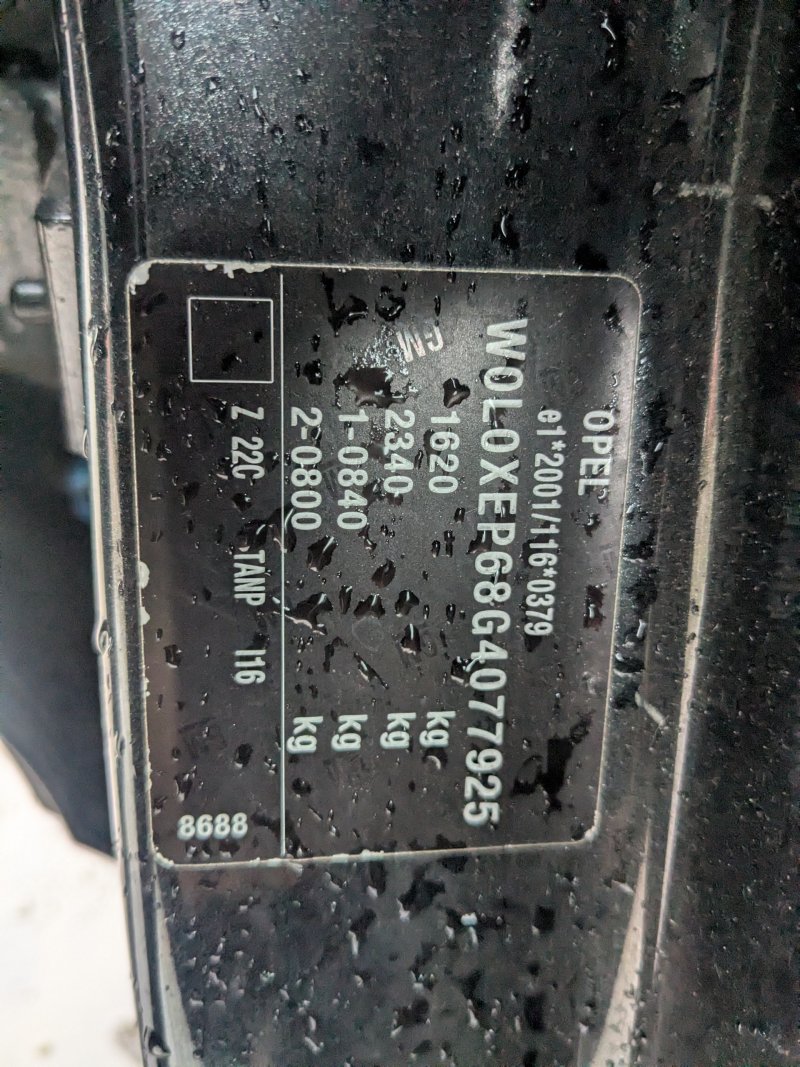 OPEL
e1*2001/116*0379
W0L0XEP68G4077925
GM
1620 kg
2340 kg
1-0840 kg
2-0800 kg
Z 22C TANP I16
8688